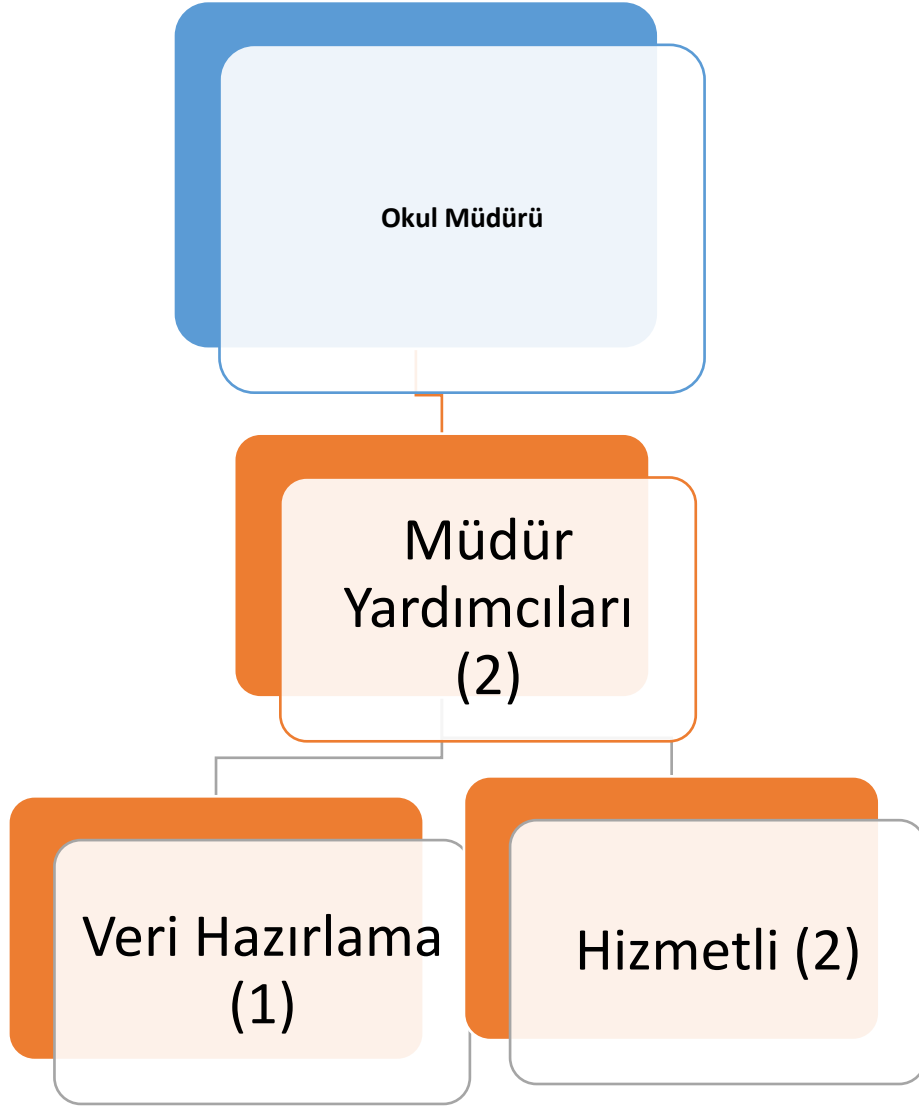 Okul Müdürü
Müdür
Yardımcıları
(2)
Veri Hazırlama
(1)
Hizmetli (2)